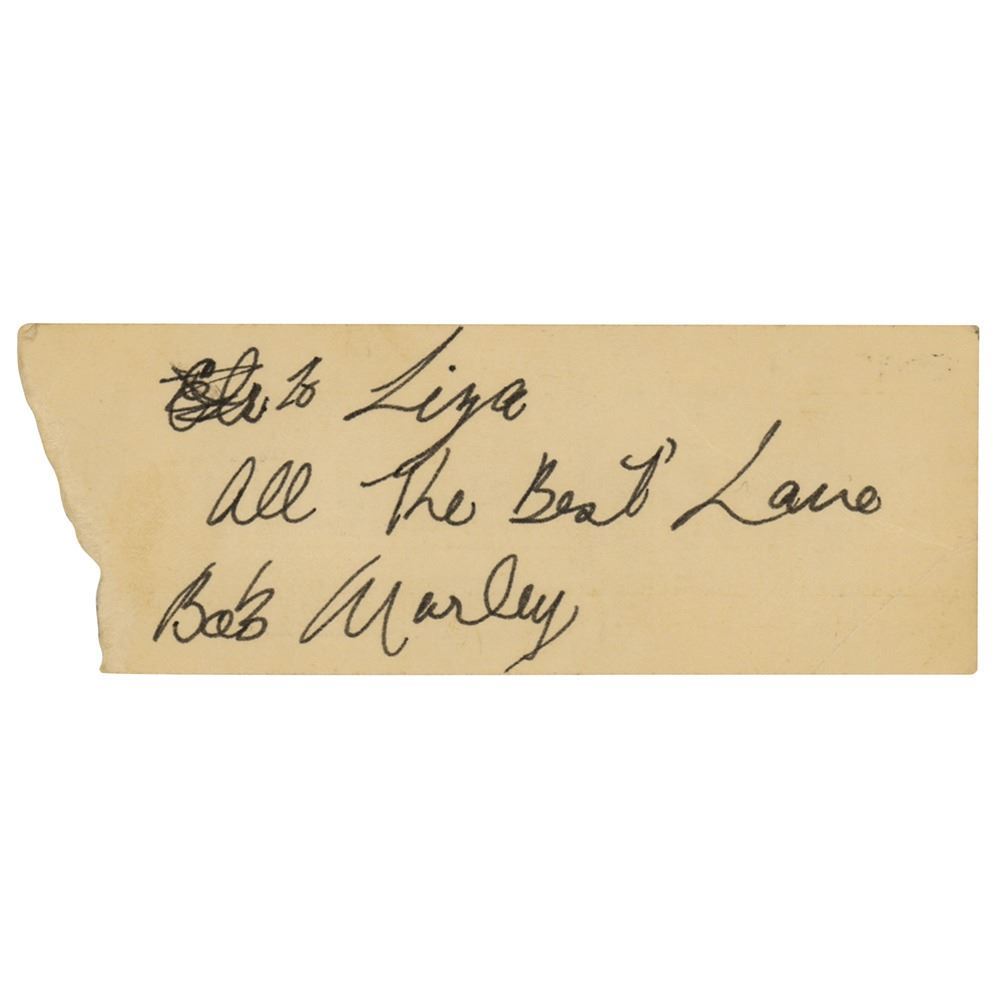 to Liza
All The Best Love
Bob Marley